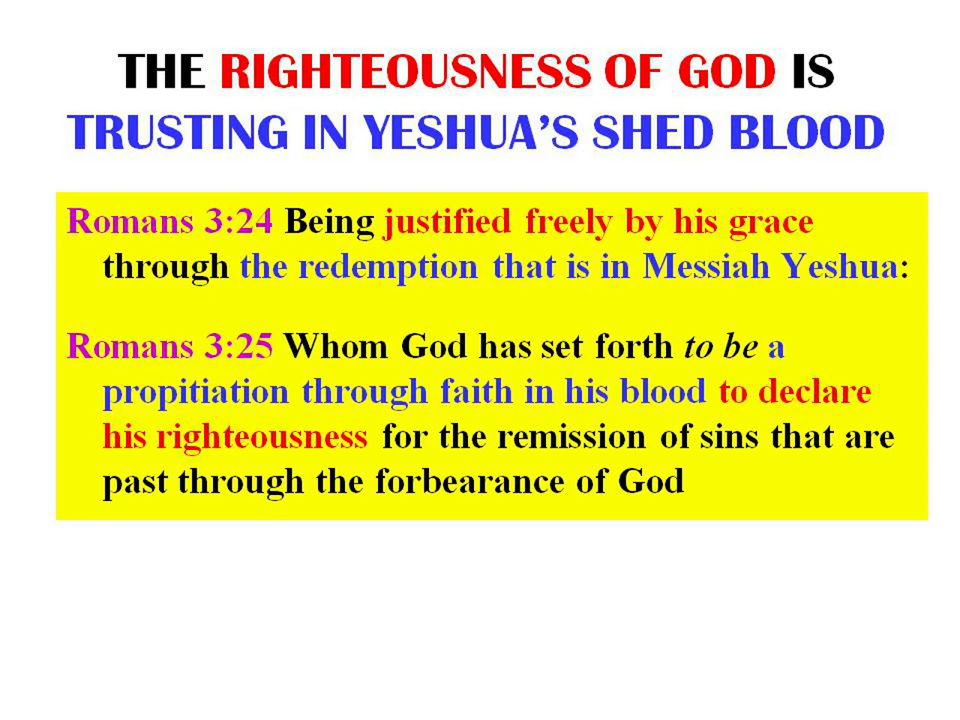 THE RIGHTEOUSNESS OF GOD IS
TRUSTING IN YESHUA'S SHED BLOOD
Romans 3:24 Being justified freely by his grace
through the redemption that is in Messiah Yeshua:
Romans 3:25 Whom God has set forth to be a
propitiation through faith in his blood to declare
his righteousness for the remission of sins that are
past through the forbearance of God